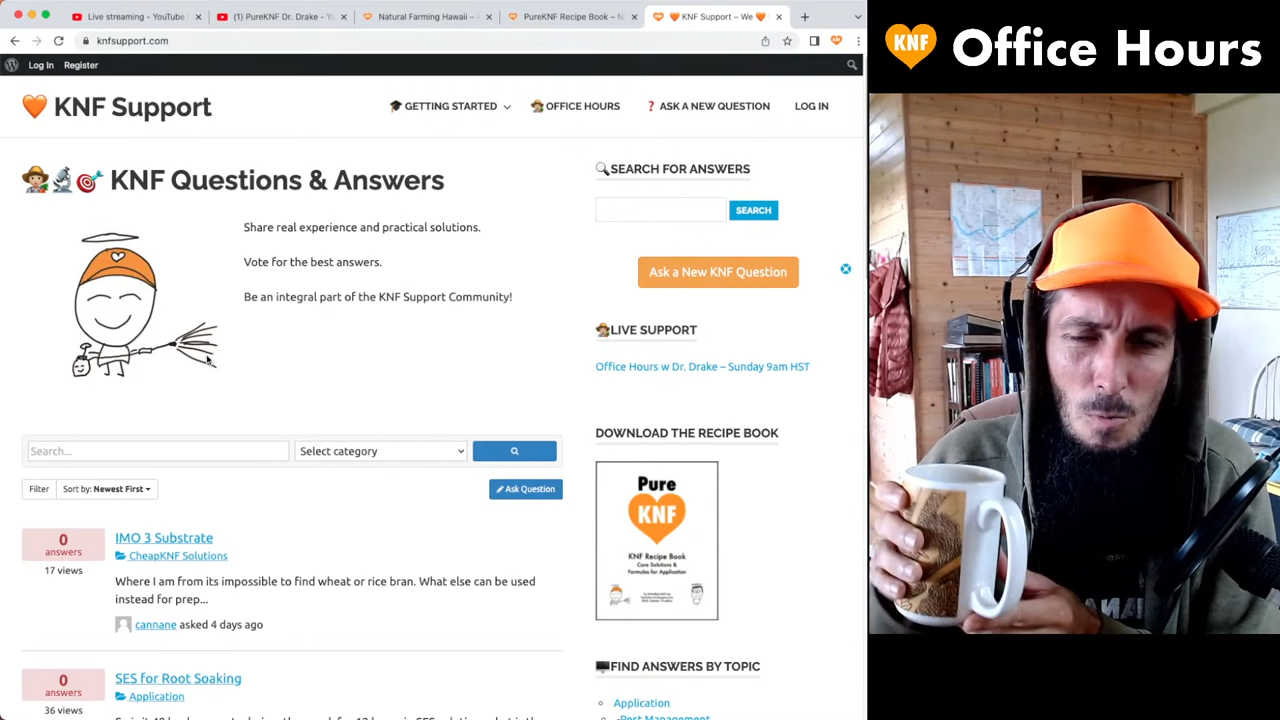 Live streaming - YouTube
(1) PureKNF Dr. Drake - Y
Natural Farming Hawaii –
PureKNF Recipe Book – N
KNF Support – We
knfsupport.com
Log In
Register
KNF Support
GETTING STARTED
OFFICE HOURS
ASK A NEW QUESTION
LOG IN
KNF Questions & Answers
Share real experience and practical solutions.
Vote for the best answers.
Be an integral part of the KNF Support Community!
Search...
Select category
Filter
Sort by: Newest First
Ask Question
0
answers
17 views
IMO 3 Substrate
CheapKNF Solutions
Where I am from its impossible to find wheat or rice bran. What else can be used
instead for prep...
cannane asked 4 days ago
0
answers
36 views
SES for Root Soaking
Application
SEARCH FOR ANSWERS
SEARCH
Ask a New KNF Question
LIVE SUPPORT
Office Hours w Dr. Drake – Sunday 9am HST
DOWNLOAD THE RECIPE BOOK
Pure
KNF
KNF Recipe Book
Core Solutions &
Formulas for Application
FIND ANSWERS BY TOPIC
Application
-Pest Management
KNF Office Hours